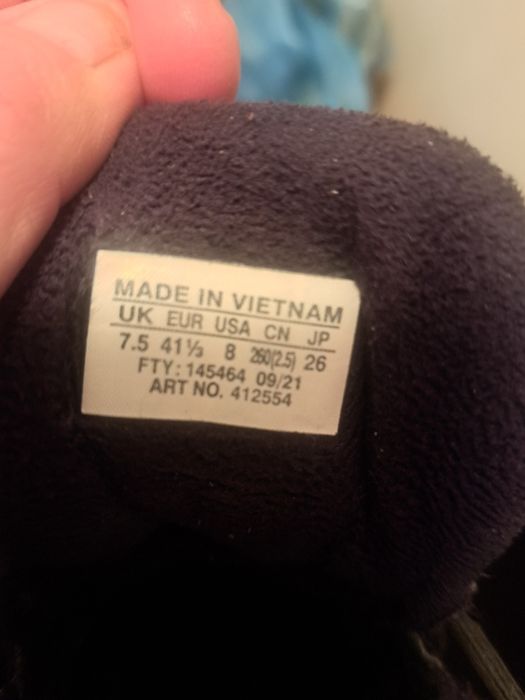 MADE IN VIETNAM
UK EUR USA CN JP
7.5 41⅓ 8 260(2.5) 26
FTY: 145464 09/21
ART NO. 412554